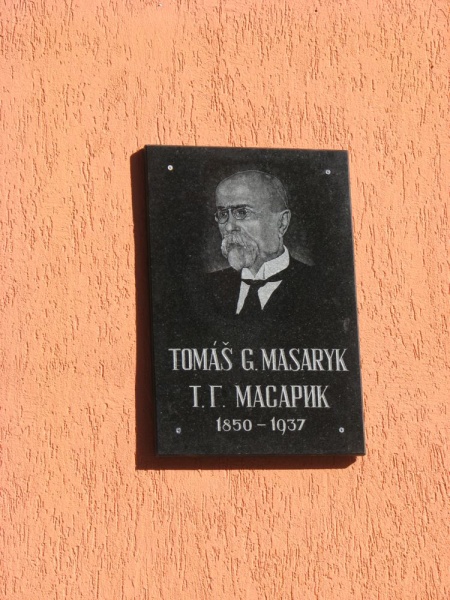 TOMÁŠ G. MASARYK
Т. Г. МАСАРИК
1850 – 1937